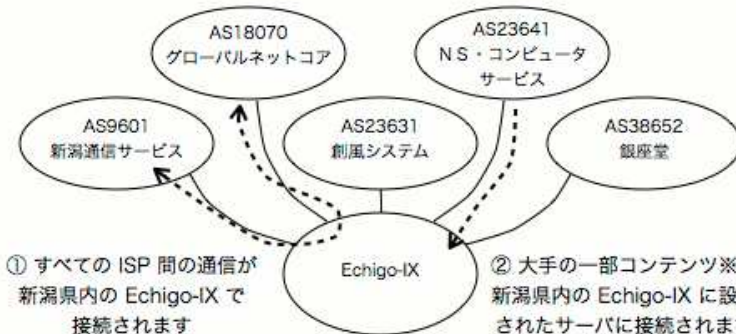 AS18070
グローバルネットコア
AS23641
ＮＳ・コンピュータ
サービス
AS9601
新潟通信サービス
AS23631
創風システム
AS38652
銀座堂
Echigo-IX
① すべての ISP 間の通信が
新潟県内の Echigo-IX で
接続されます
② 大手の一部コンテンツ※
新潟県内の Echigo-IX に設
されたサーバに接続されま